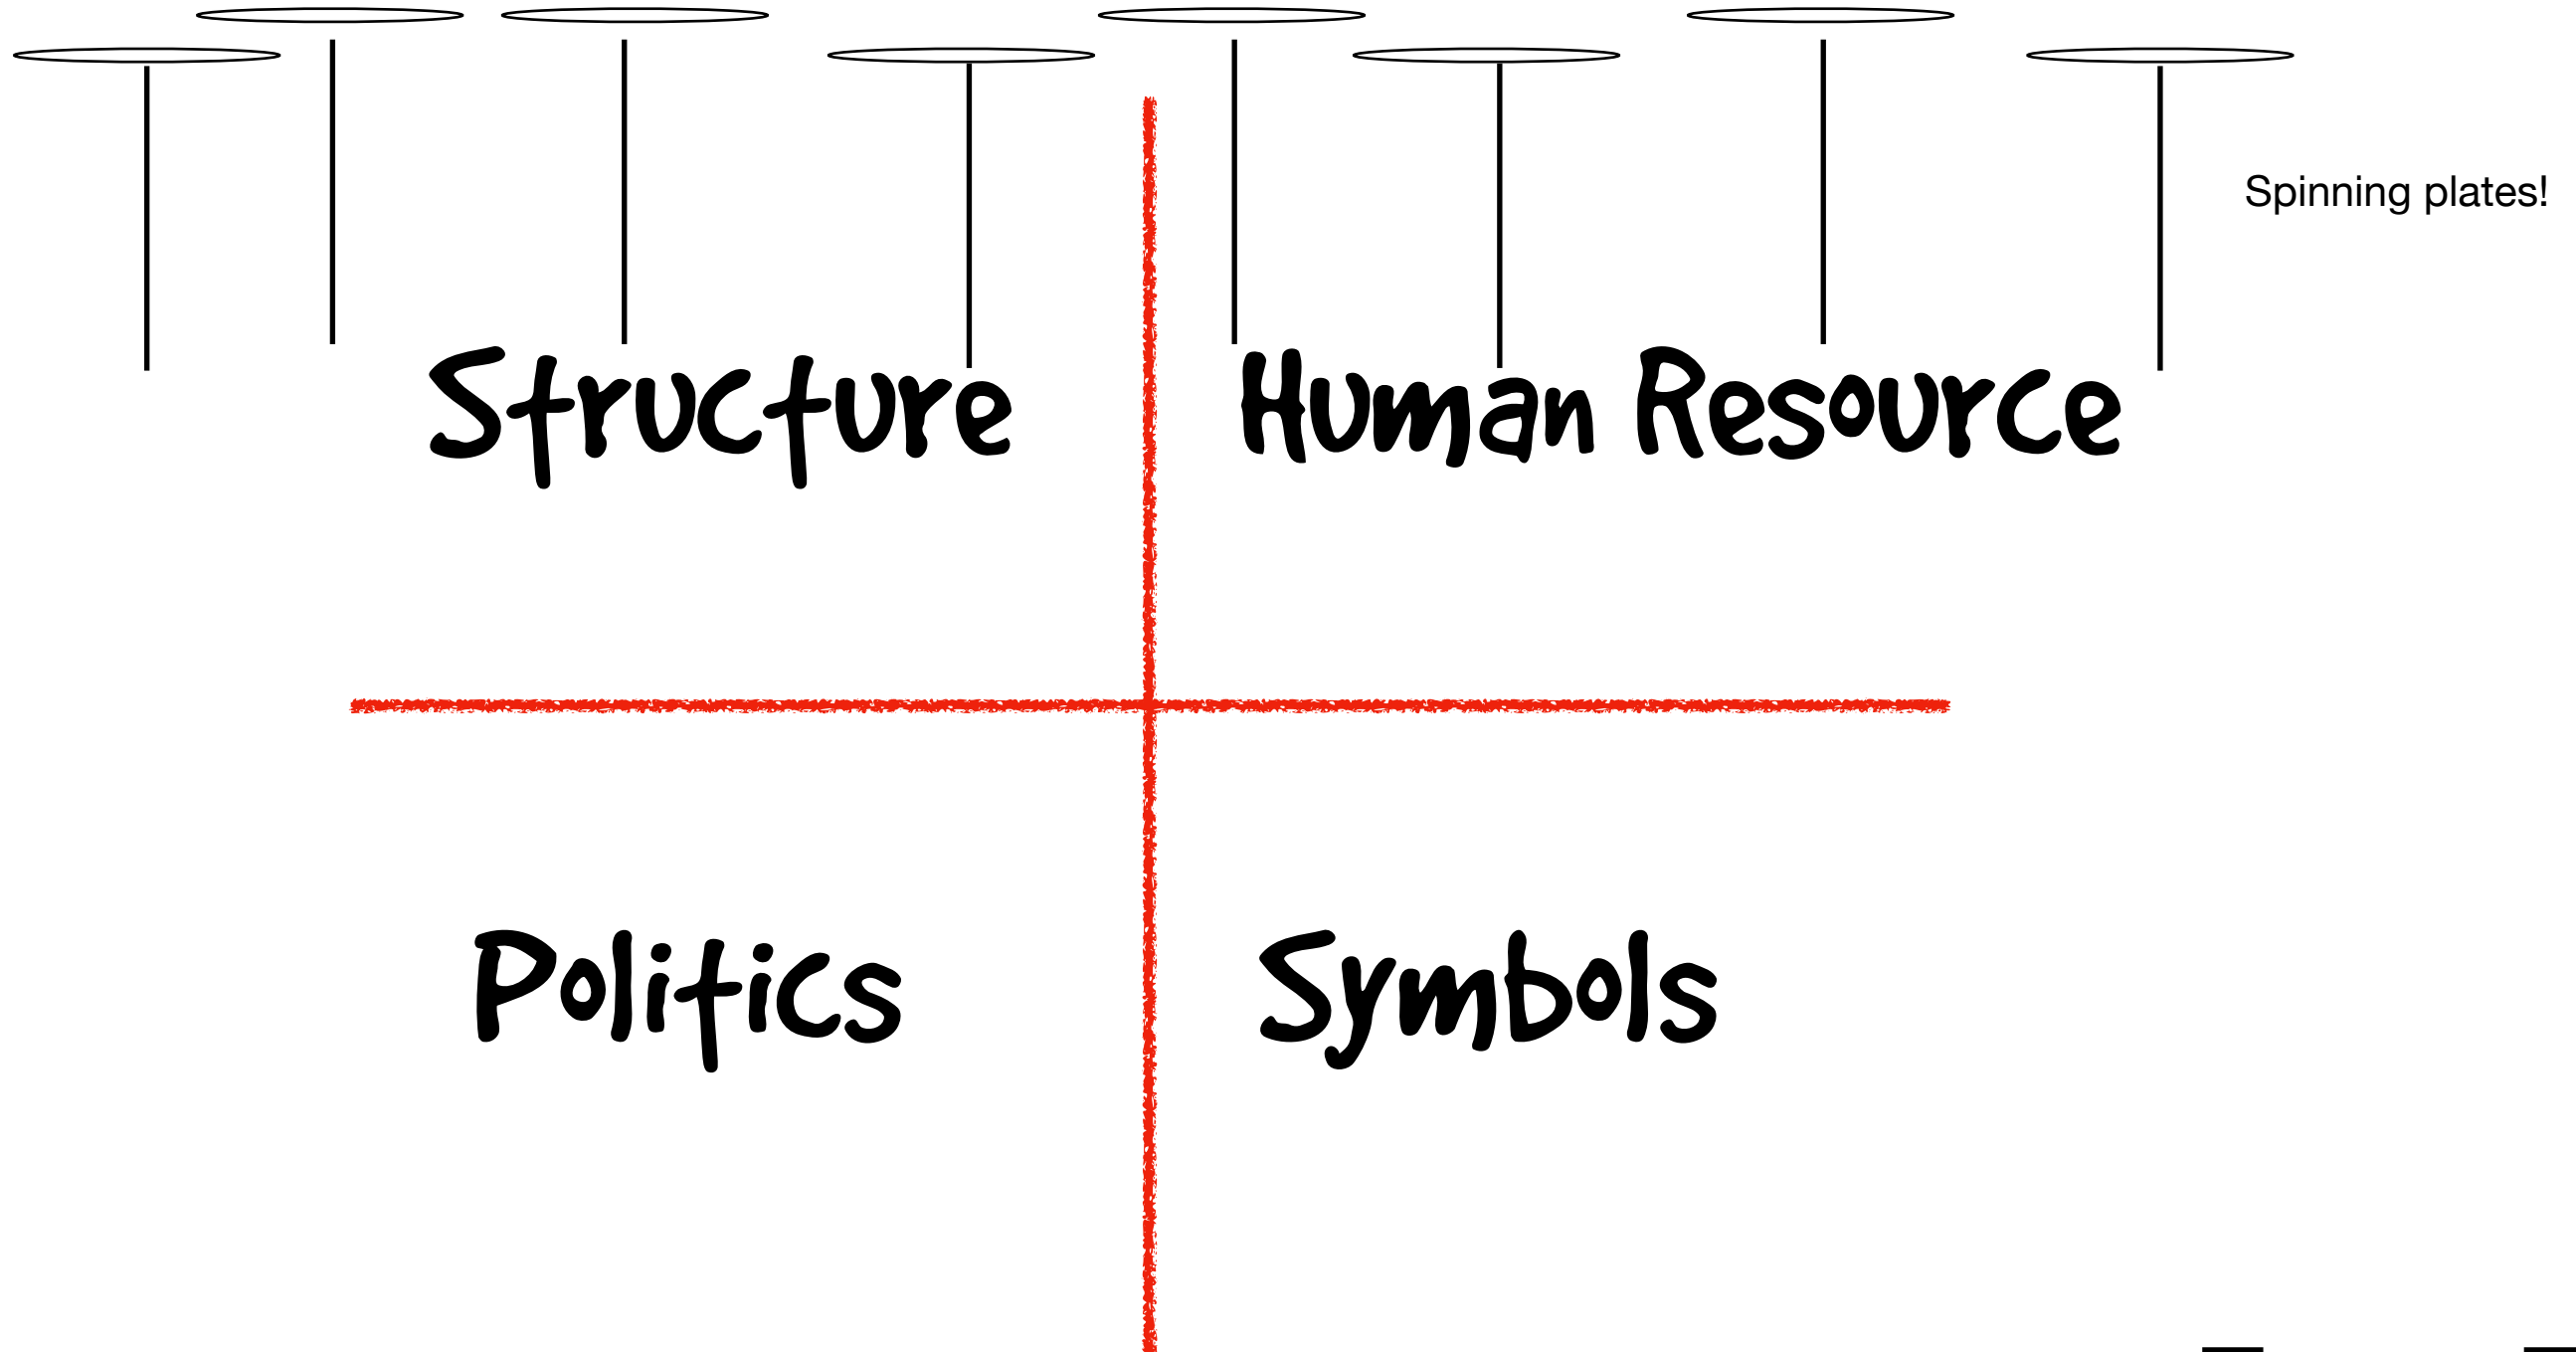 Spinning plates!
Structure
Human Resource
Politics
Symbols